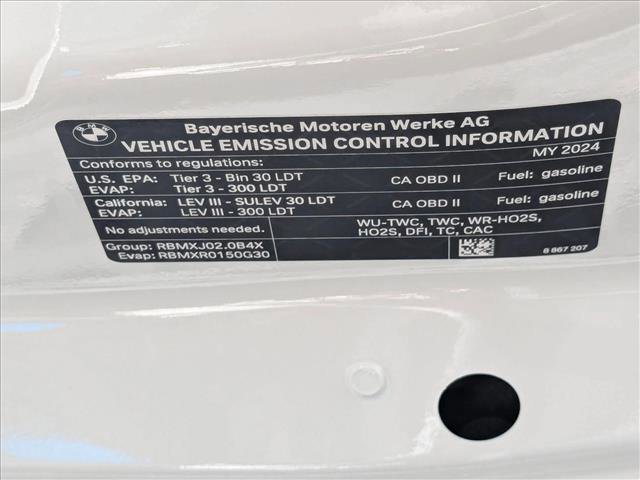 BMW
Bayerische Motoren Werke AG
VEHICLE EMISSION CONTROL INFORMATION
Conforms to regulations: MY 2024
U.S. EPA: Tier 3 - Bin 30 LDT CA OBD II Fuel: gasoline
EVAP: Tier 3 - 300 LDT
California: LEV III - SULEV 30 LDT CA OBD II Fuel: gasoline
EVAP: LEV III - 300 LDT
No adjustments needed. WU-TWC, TWC, WR-HO2S,
HO2S, DFI, TC, CAC
Group: RBMXJ02.0B4X
Evap: RBMXR0150G30 8 867 207